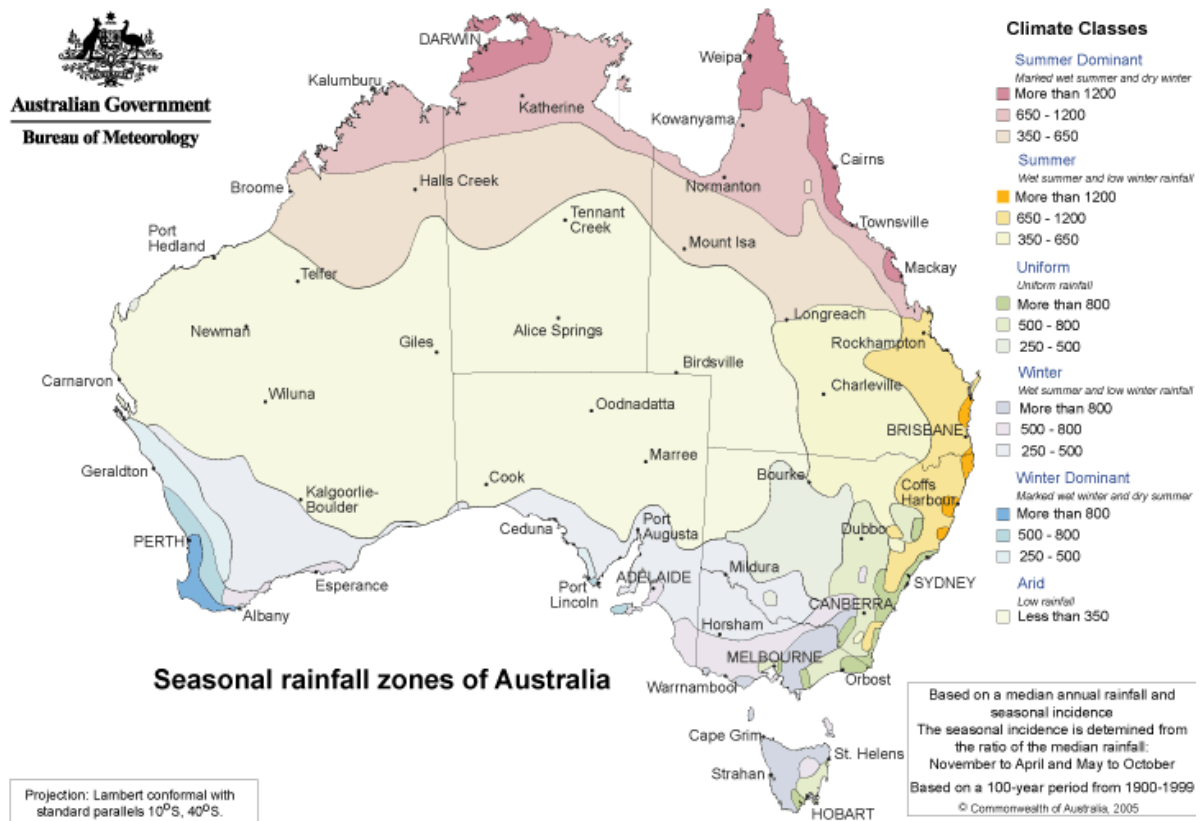 Australian Government
Bureau of Meteorology
Climate Classes
Summer Dominant
Marked wet summer and dry winter
More than 1200
650 - 1200
350 - 650
Summer
Wet summer and low winter rainfall
More than 1200
650 - 1200
350 - 650
Uniform
Uniform rainfall
More than 800
500 - 800
250 - 500
Winter
Wet summer and low winter rainfall
More than 800
500 - 800
250 - 500
Winter Dominant
Marked wet winter and dry summer
More than 800
500 - 800
250 - 500
Arid
Low rainfall
Less than 350
DARWIN
Weipa
Kalumburu
Katherine
Kowanyama
Cairns
Broome
Halls Creek
Normanton
Townsville
Port
Hedland
Tennant
Creek
Mount Isa
Mackay
Telfer
Longreach
Newman
Alice Springs
Rockhampton
Giles
Birdsville
Carnarvon
Wiluna
Charleville
Oodnadatta
BRISBANE
Geraldton
Marree
Cook
Bourke
Coffs
Harbour
Kalgoorlie-
Boulder
Ceduna
Port
Augusta
Dubbo
PERTH
Esperance
Port
Lincoln
ADELAIDE
Mildura
SYDNEY
Albany
CANBERRA
Horsham
MELBOURNE
Orbost
Warrnambool
Cape Grim
St. Helens
Strahan
HOBART
Seasonal rainfall zones of Australia
Based on a median annual rainfall and
seasonal incidence
The seasonal incidence is detemined from
the ratio of the median rainfall:
November to April and May to October
Based on a 100-year period from 1900-1999
© Commonwealth of Australia, 2005
Projection: Lambert conformal with
standard parallels 10°S, 40°S.